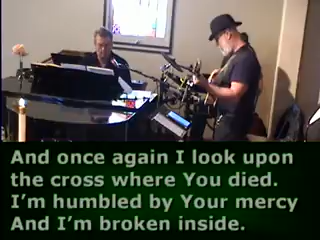 And once again I look upon
the cross where You died.
I'm humbled by Your mercy
And I'm broken inside.